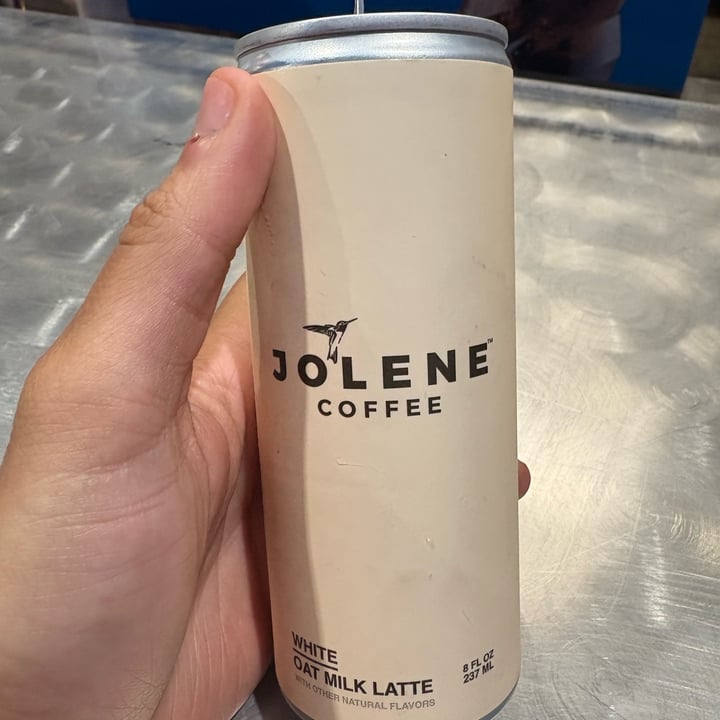 JOLENE™
COFFEE
WHITE
OAT MILK LATTE
WITH OTHER NATURAL FLAVORS
8 FL OZ
237 ML